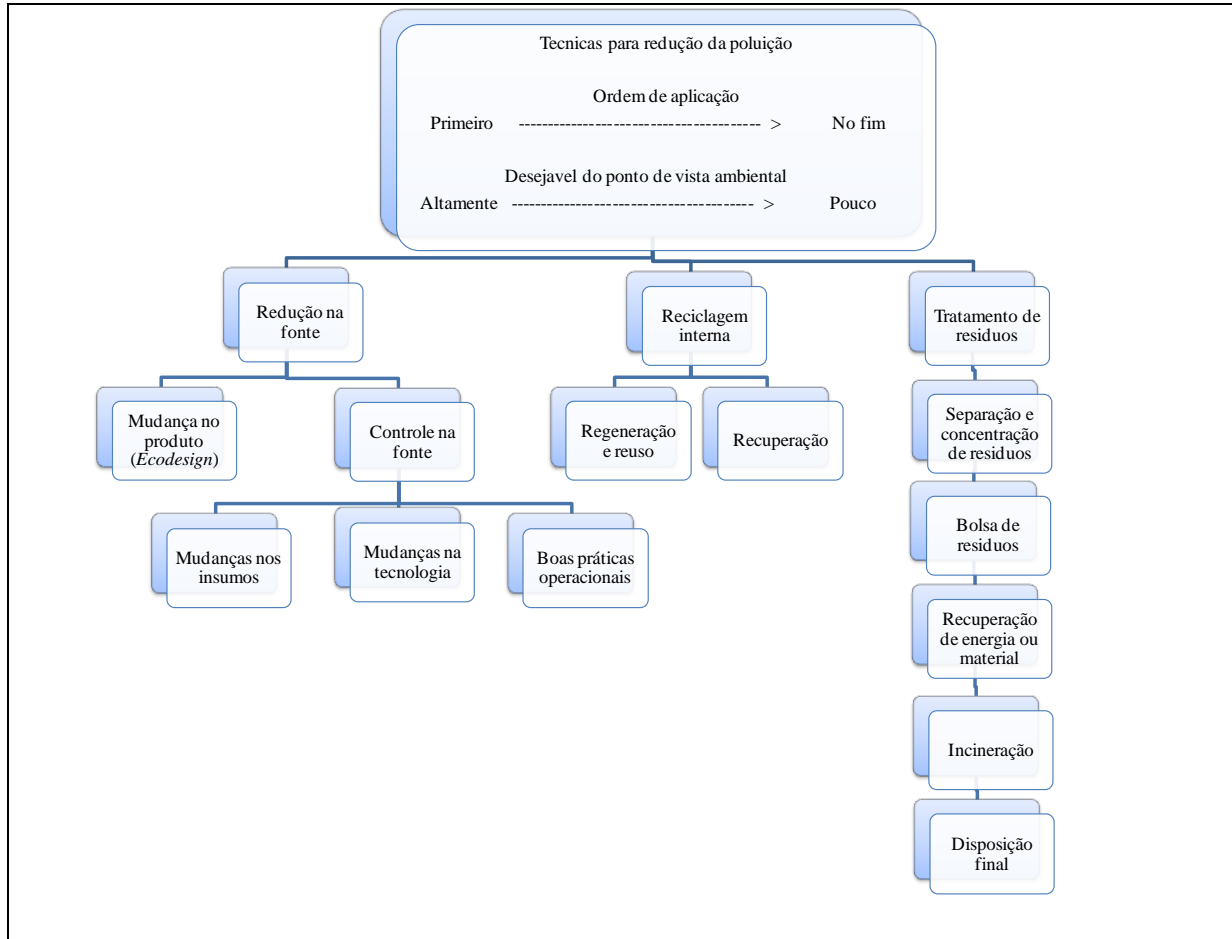 Tecnicas para redução da poluição
Ordem de aplicação
Primeiro ----------------------------------------- > No fim
Desejavel do ponto de vista ambiental
Altamente ----------------------------------------- > Pouco
Redução na
fonte
Reciclagem
interna
Tratamento de
residuos
Mudança no
produto
(Ecodesign)
Controle na
fonte
Regeneração
e reuso
Recuperação
Separação e
concentração
de residuos
Mudanças nos
insumos
Mudanças na
tecnologia
Boas práticas
operacionais
Bolsa de
residuos
Recuperação
de energia ou
material
Incineração
Disposição
final